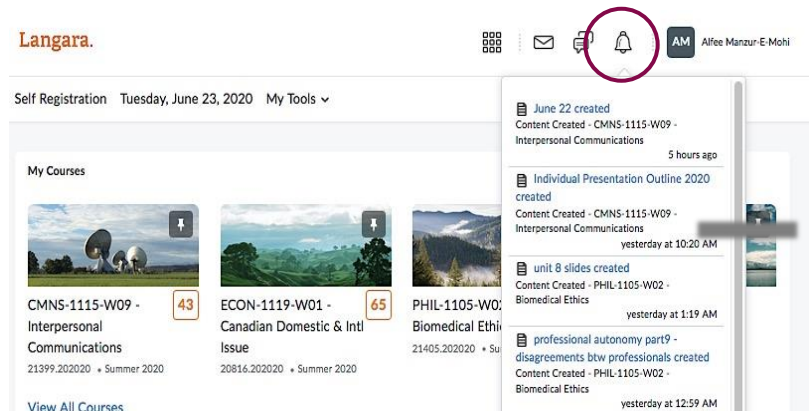 Langara.
AM Alfee Manzur-E-Mohi
Self Registration Tuesday, June 23, 2020 My Tools
My Courses
CMNS-1115-W09 -
Interpersonal
Communications
43
21399.202020 • Summer 2020
ECON-1119-W01 -
Canadian Domestic & Intl
Issue
65
20816.202020 • Summer 2020
PHIL-1105-W02
Biomedical Ethi
21405.202020 • Su
View All Courses
June 22 created
Content Created - CMNS-1115-W09 -
Interpersonal Communications
5 hours ago
Individual Presentation Outline 2020
created
Content Created - CMNS-1115-W09 -
Interpersonal Communications
yesterday at 10:20 AM
unit 8 slides created
Content Created - PHIL-1105-W02 -
Biomedical Ethics
yesterday at 1:19 AM
professional autonomy part9 -
disagreements btw professionals created
Content Created - PHIL-1105-W02 -
Biomedical Ethics
yesterday at 12:59 AM